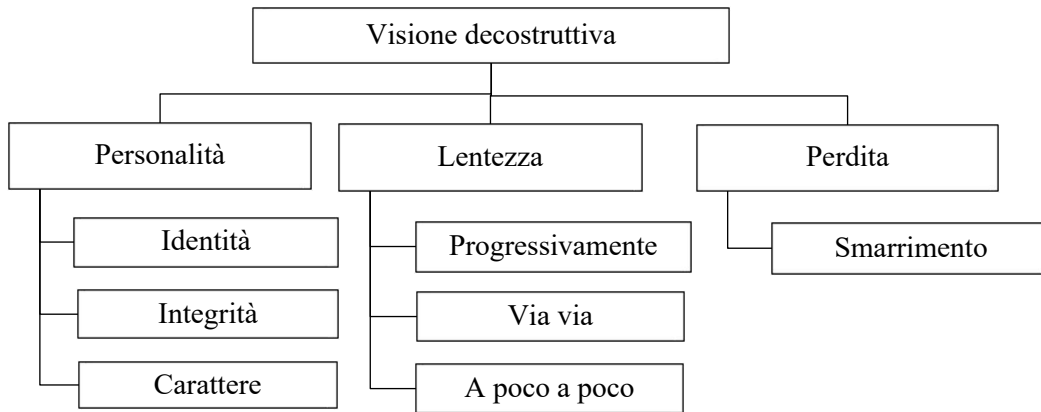 Visione decostruttiva
Personalità
Lentezza
Perdita
Identità
Progressivamente
Smarrimento
Integrità
Via via
Carattere
A poco a poco